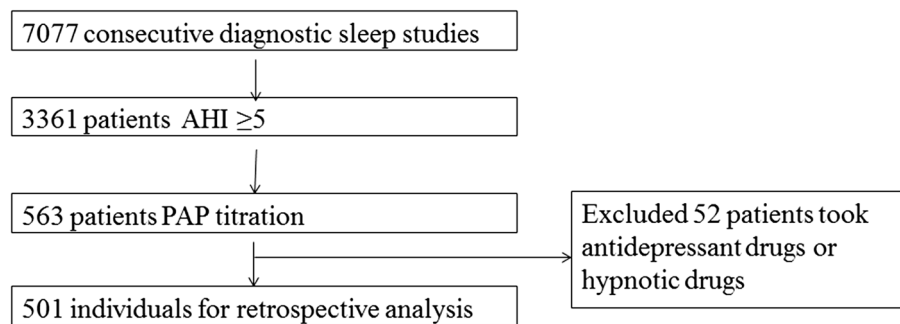 7077 consecutive diagnostic sleep studies
3361 patients AHI ≥5
563 patients PAP titration
Excluded 52 patients took
antidepressant drugs or
hypnotic drugs
501 individuals for retrospective analysis